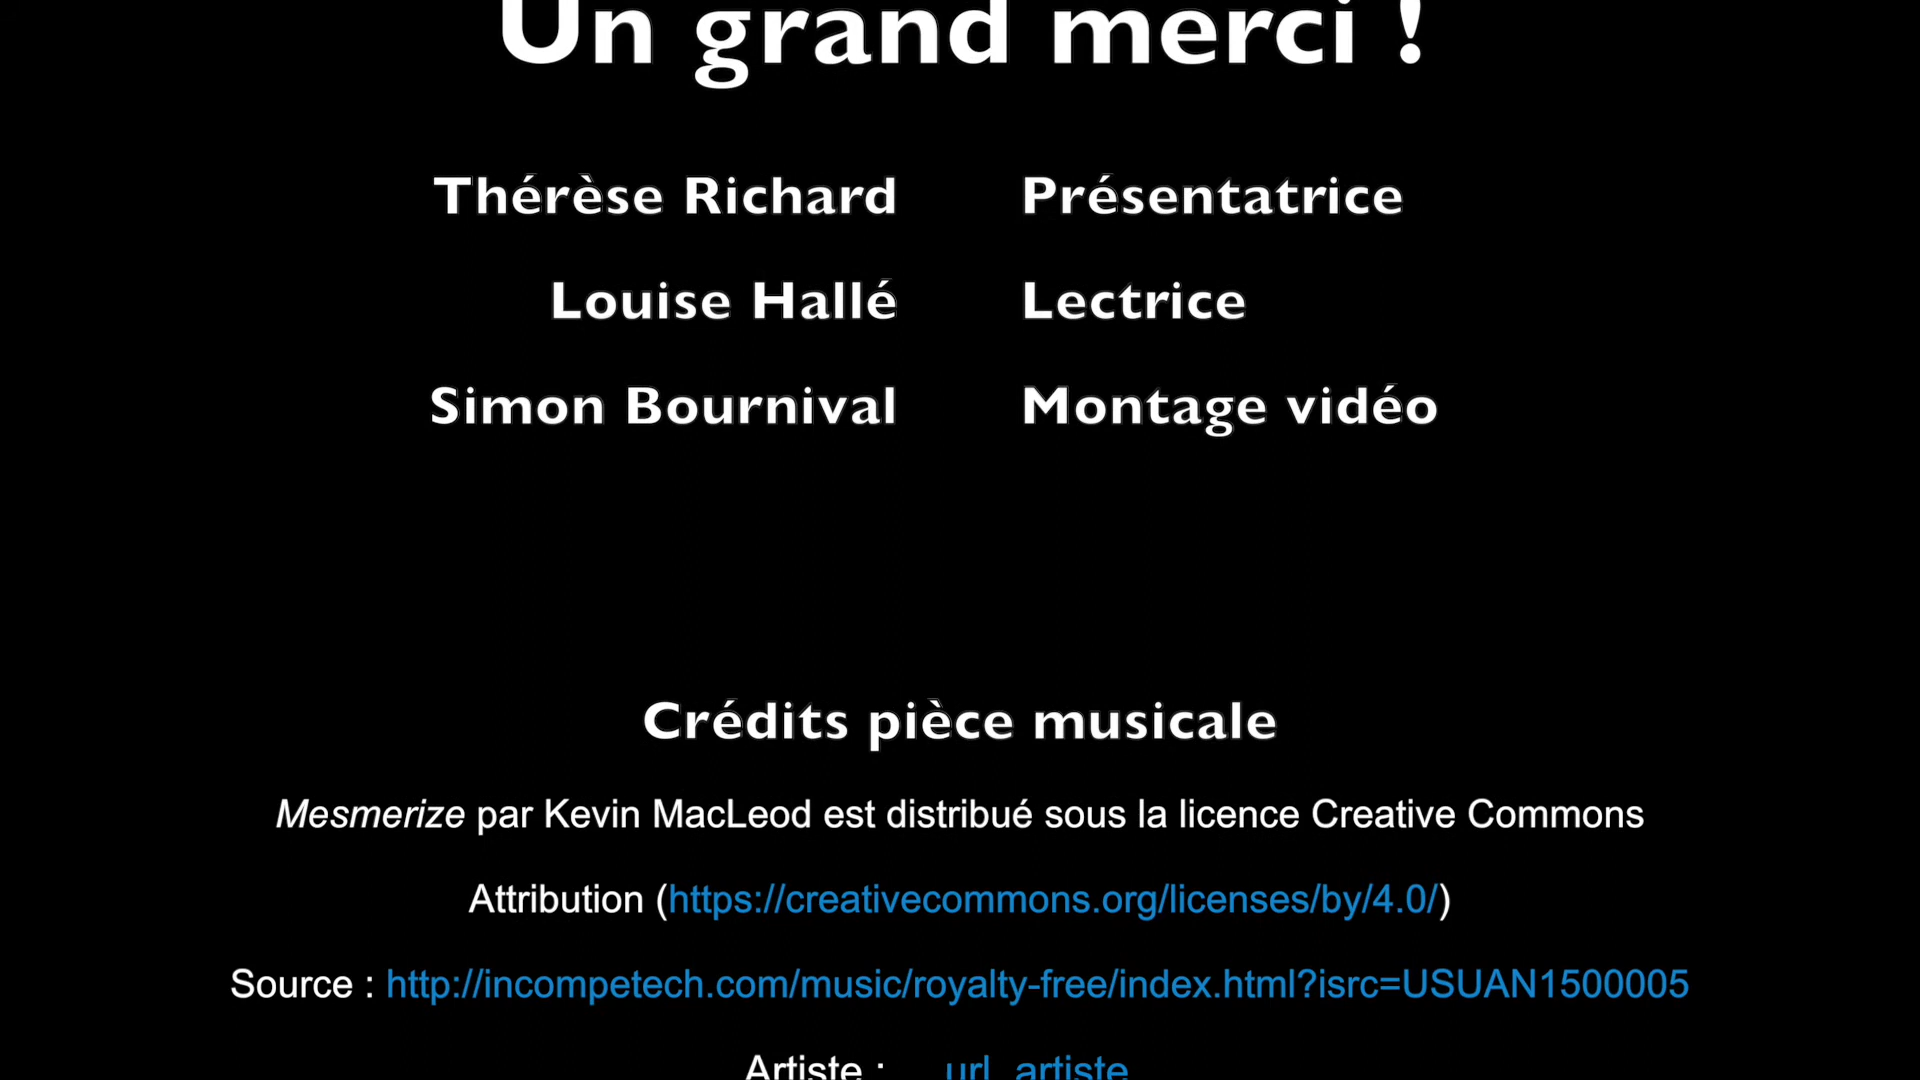 Un grand merci !
Thérèse Richard Présentatrice
Louise Hallé Lectrice
Simon Bournival Montage vidéo
Crédits pièce musicale
Mesmerize par Kevin MacLeod est distribué sous la licence Creative Commons
Attribution (https://creativecommons.org/licenses/by/4.0/)
Source : http://incompetech.com/music/royalty-free/index.html?isrc=USUAN1500005
Artiste : url_artiste